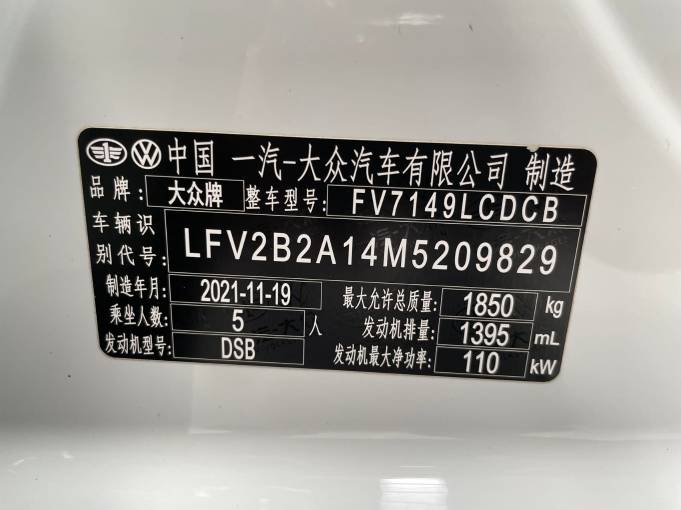 中国 一汽-大众汽车有限公司 制造
品牌: 大众牌 整车型号: FV7149LCDCB
车辆识别代号: LFV2B2A14M5209829
制造年月: 2021-11-19 最大允许总质量: 1850 kg
乘坐人数: 5 人 发动机排量: 1395 mL
发动机型号: DSB 发动机最大净功率: 110 kW